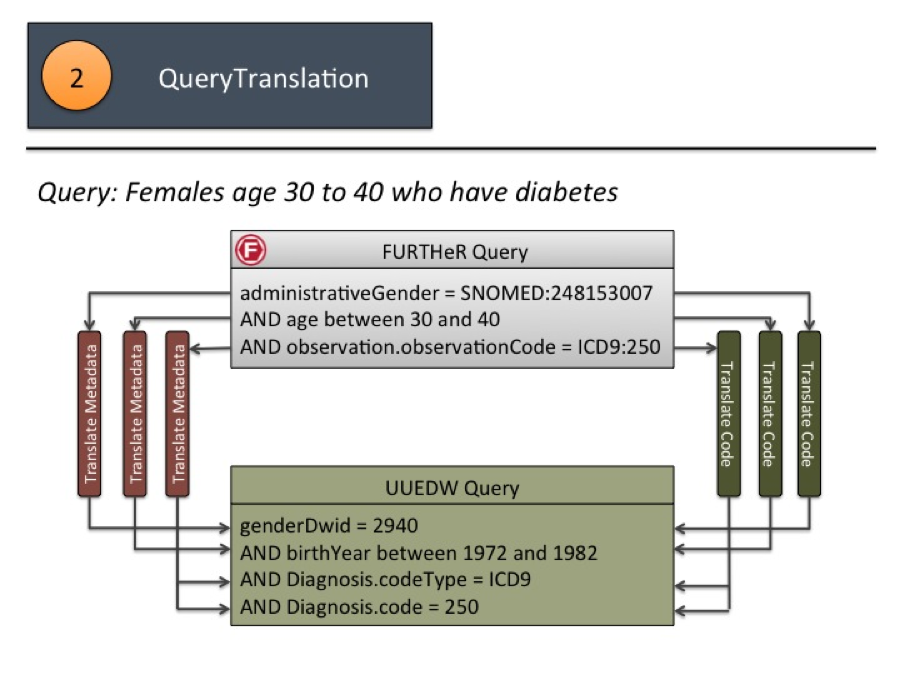 2
QueryTranslation
Query: Females age 30 to 40 who have diabetes
F
FURTHeR Query
administrativeGender = SNOMED:248153007
AND age between 30 and 40
AND observation.observationCode = ICD9:250
Translate Metadata
Translate Metadata
Translate Metadata
Translate Code
Translate Code
Translate Code
UUEDW Query
genderDwid = 2940
AND birthYear between 1972 and 1982
AND Diagnosis.codeType = ICD9
AND Diagnosis.code = 250